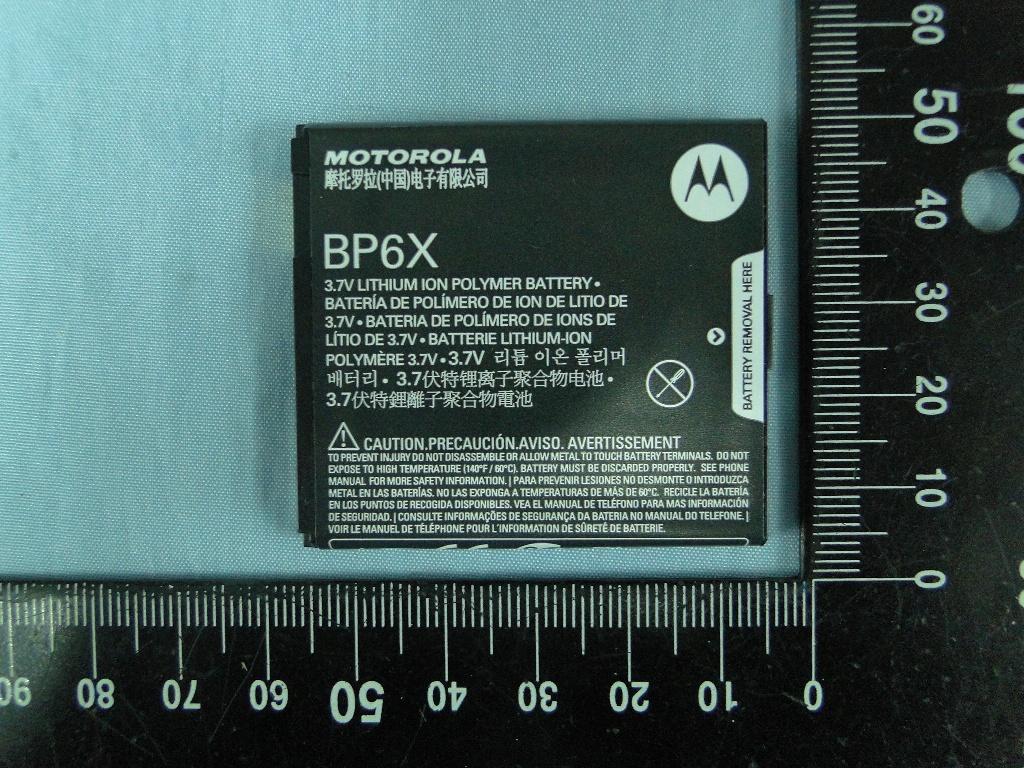 MOTOROLA
摩托罗拉(中国)电子有限公司
BP6X
3.7V LITHIUM ION POLYMER BATTERY •
BATERÍA DE POLÍMERO DE ION DE LITIO DE
3.7V • BATERIA DE POLÍMERO DE IONS DE
LÍTIO DE 3.7V • BATTERIE LITHIUM-ION
POLYMÈRE 3.7V • 3.7V 리튬 이온 폴리머
배터리 • 3.7伏特锂离子聚合物电池 •
3.7伏特鋰離子聚合物電池
BATTERY REMOVAL HERE
CAUTION.PRECAUCIÓN.AVISO. AVERTISSEMENT
TO PREVENT INJURY DO NOT DISASSEMBLE OR ALLOW METAL TO TOUCH BATTERY TERMINALS. DO NOT
EXPOSE TO HIGH TEMPERATURE (140°F / 60°C). BATTERY MUST BE DISCARDED PROPERLY. SEE PHONE
MANUAL FOR MORE SAFETY INFORMATION. | PARA PREVENIR LESIONES NO DESMONTE O INTRODUZCA
METAL EN LAS BATERÍAS. NO LAS EXPONGA A TEMPERATURAS DE MÁS DE 60°C. RECICLE LA BATERÍA
EN LOS PUNTOS DE RECOGIDA DISPONIBLES. VEA EL MANUAL DE TELÉFONO PARA MAS INFORMACIÓN
DE SEGURIDAD. | CONSULTE INFORMAÇÕES DE SEGURANÇA DA BATERIA NO MANUAL DO TELEFONE. |
VOIR LE MANUEL DE TÉLÉPHONE POUR L'INFORMATION DE SÛRETÉ DE BATTERIE.
60
50
40
30
20
10
0
100
90 80 70 60 50 40 30 20 10 0